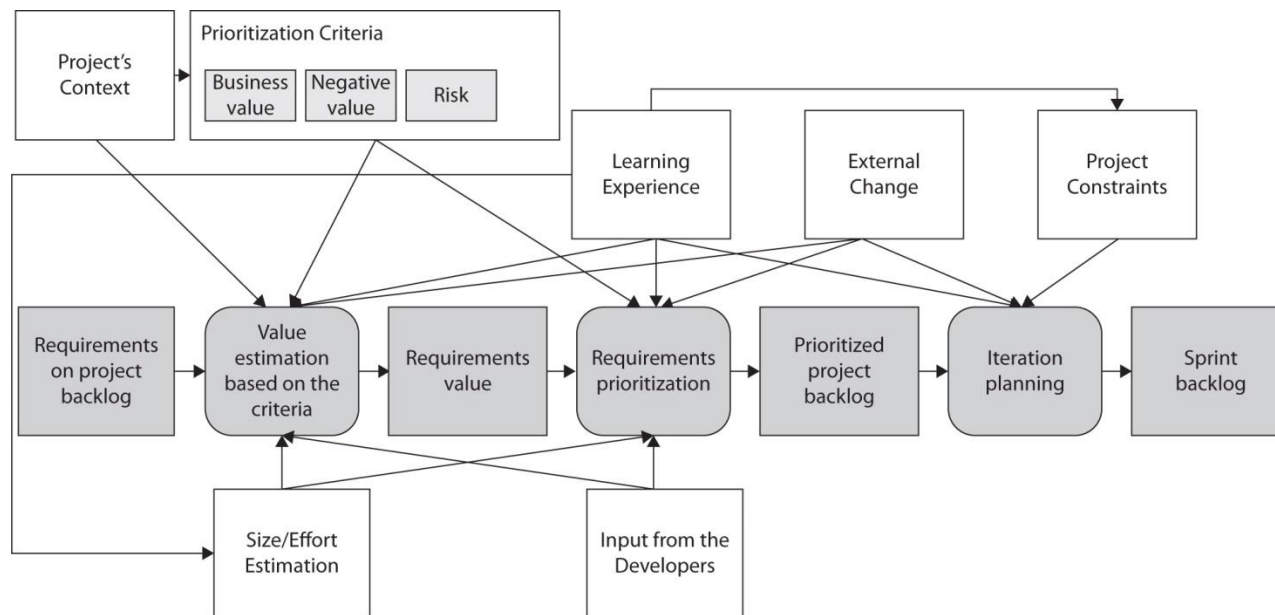 Project's
Context
Prioritization Criteria
Business
value
Negative
value
Risk
Learning
Experience
External
Change
Project
Constraints
Requirements
on project
backlog
Value
estimation
based on the
criteria
Requirements
value
Requirements
prioritization
Prioritized
project
backlog
Iteration
planning
Sprint
backlog
Size/Effort
Estimation
Input from the
Developers